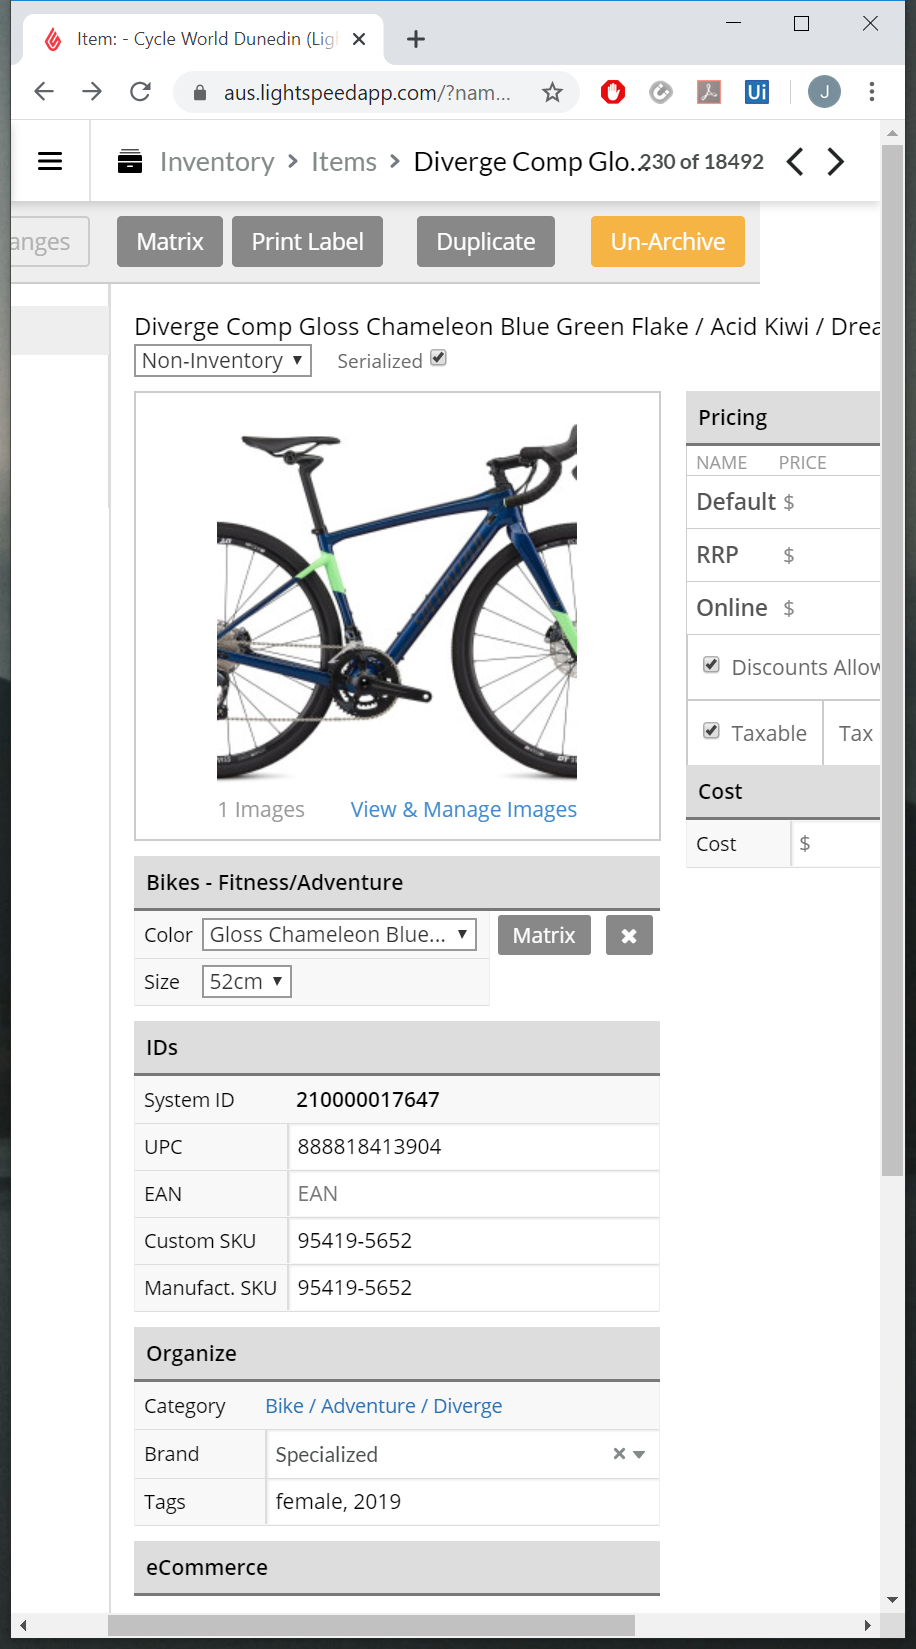 Item: - Cycle World Dunedin (Lig
aus.lightspeedapp.com/?nam...
Ui
J
Inventory > Items > Diverge Comp Glo... 230 of 18492
anges
Matrix
Print Label
Duplicate
Un-Archive
Diverge Comp Gloss Chameleon Blue Green Flake / Acid Kiwi / Drea
Non-Inventory
Serialized
1 Images
View & Manage Images
Pricing
NAME PRICE
Default $
RRP $
Online $
Discounts Allow
Taxable Tax
Cost
Cost $
Bikes - Fitness/Adventure
Color Gloss Chameleon Blue... Matrix
Size 52cm
IDs
System ID 210000017647
UPC 888818413904
EAN EAN
Custom SKU 95419-5652
Manufact. SKU 95419-5652
Organize
Category Bike / Adventure / Diverge
Brand Specialized
Tags female, 2019
eCommerce